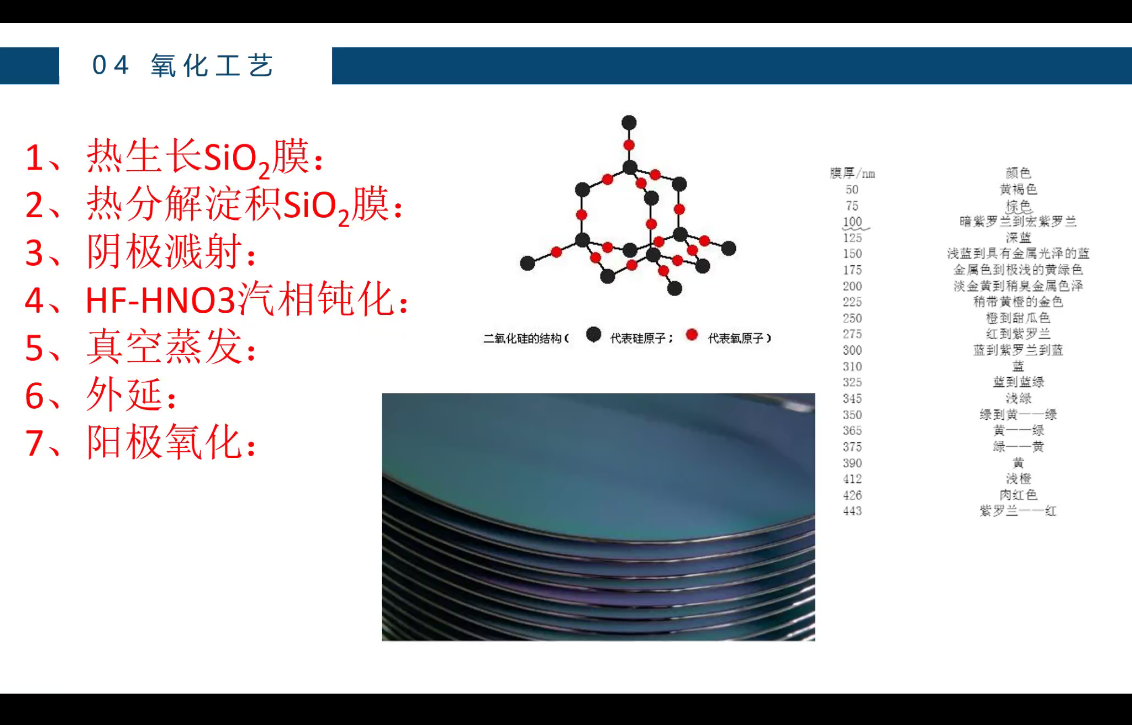 04 氧化工艺
1、热生长SiO₂膜：
2、热分解淀积SiO₂膜：
3、阴极溅射：
4、HF-HNO3汽相钝化：
5、真空蒸发：
6、外延：
7、阳极氧化：
二氧化硅的结构( 代表硅原子； 代表氧原子)
膜厚/nm 颜色
50 黄褐色
75 棕色
100 暗紫罗兰到宏紫罗兰
125 深蓝
150 浅蓝到具有金属光泽的蓝
175 金属色到极浅的黄绿色
200 淡金黄到稍臭金属色泽
225 稍带黄橙的金色
250 橙到甜瓜色
275 红到紫罗兰
300 蓝到紫罗兰到蓝
310 蓝
325 蓝到蓝绿
345 浅绿
350 绿到黄——绿
365 黄——绿
375 绿——黄
390 黄
412 浅橙
426 肉红色
443 紫罗兰——红